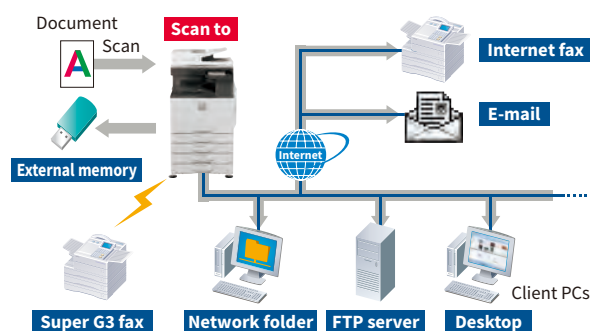 Document
Scan to
Scan
A
Internet fax
E-mail
Internet
External memory
Client PCs
Super G3 fax
Network folder
FTP server
Desktop